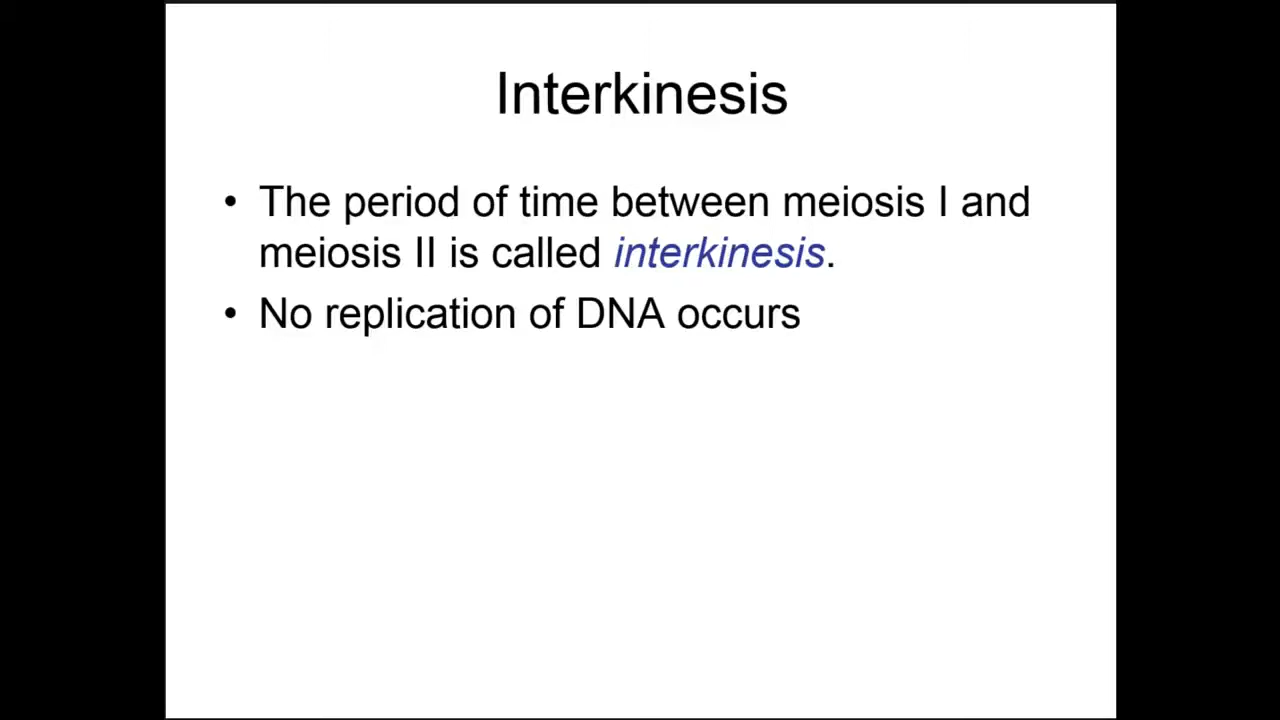 Interkinesis
• The period of time between meiosis I and
meiosis II is called interkinesis.
• No replication of DNA occurs